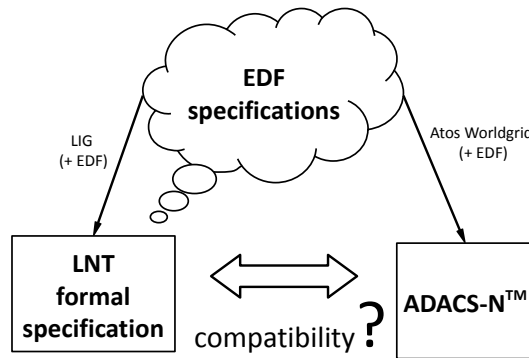 EDF
specifications
LIG
(+ EDF)
Atos Worldgrid
(+ EDF)
LNT
formal
specification
ADACS-N™
compatibility ?